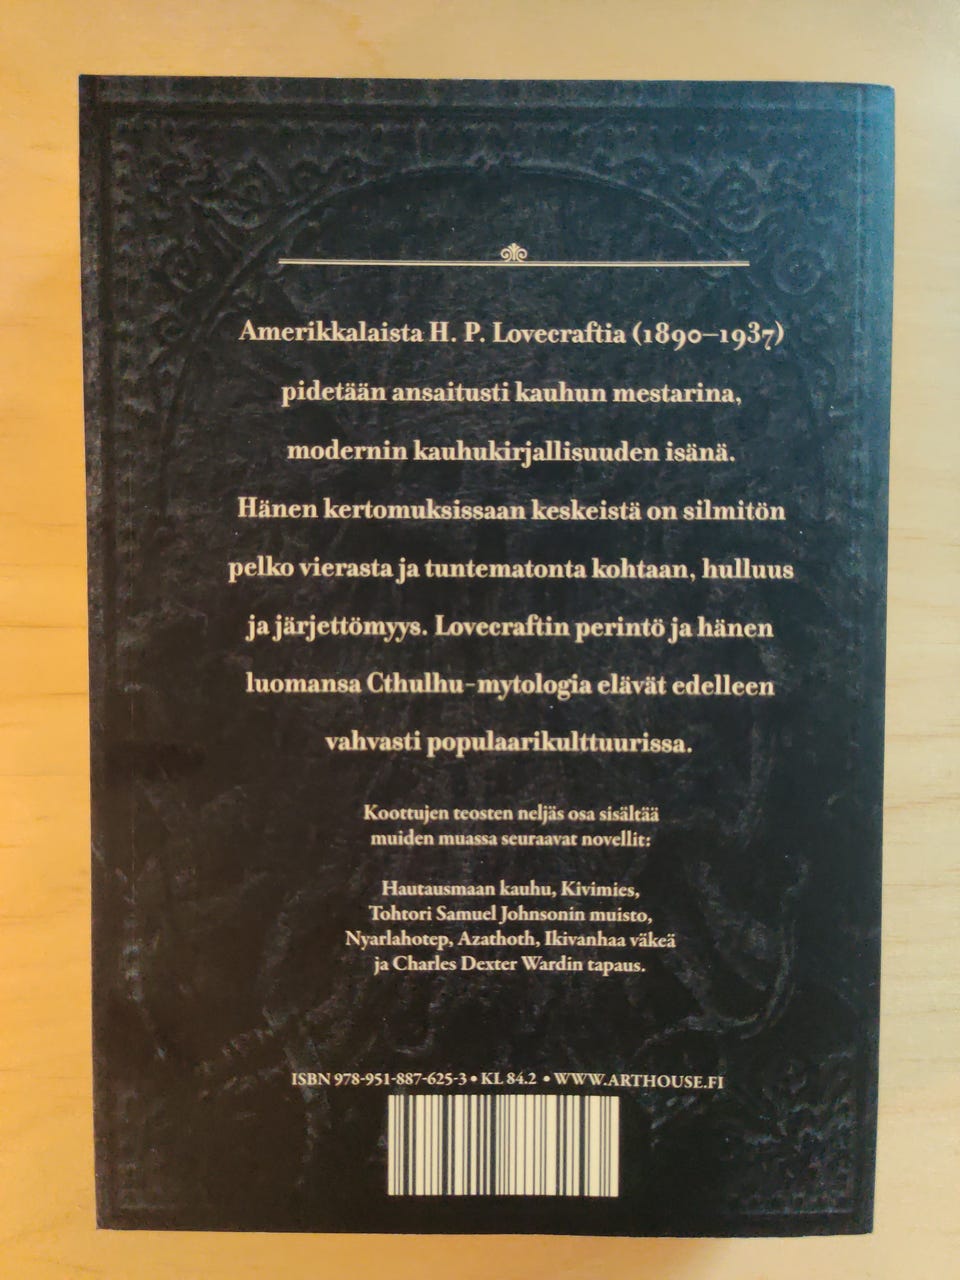 Amerikkalaista H. P. Lovecraftia (1890–1937)
pidetään ansaitusti kauhun mestarina,
modernin kauhukirjallisuuden isänä.
Hänen kertomuksissaan keskeistä on silmitön
pelko vierasta ja tuntematonta kohtaan, hulluus
ja järjettömyys. Lovecraftin perintö ja hänen
luomansa Cthulhu-mytologia elävät edelleen
vahvasti populaarikulttuurissa.
Koottujen teosten neljäs osa sisältää
muiden muassa seuraavat novellit:
Hautausmaan kauhu, Kivimies,
Tohtori Samuel Johnsonin muisto,
Nyarlahotep, Azathoth, Ikivanhaa väkeä
ja Charles Dexter Wardin tapaus.
ISBN 978-951-887-625-3 • KL 84.2 • WWW.ARTHOUSE.FI